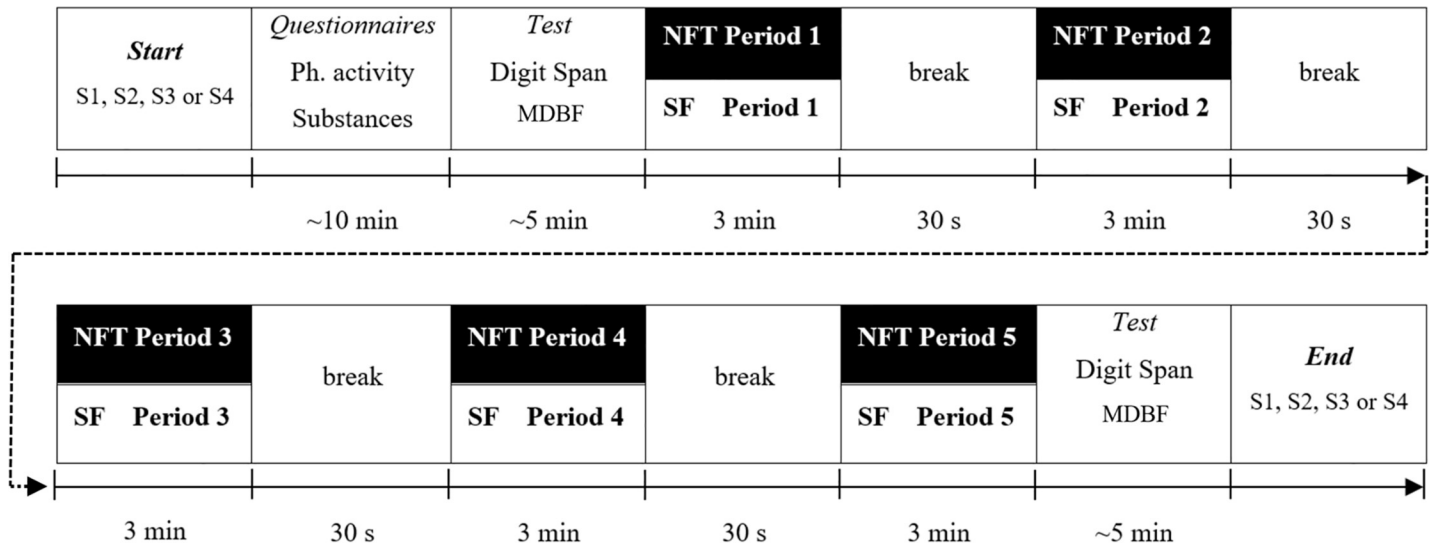 Start
S1, S2, S3 or S4
Questionnaires
Ph. activity
Substances
Test
Digit Span
MDBF
NFT Period 1
SF Period 1
break
NFT Period 2
SF Period 2
break
~10 min
~5 min
3 min
30 s
3 min
30 s
NFT Period 3
SF Period 3
break
NFT Period 4
SF Period 4
break
NFT Period 5
SF Period 5
Test
Digit Span
MDBF
End
S1, S2, S3 or S4
3 min
30 s
3 min
30 s
3 min
~5 min